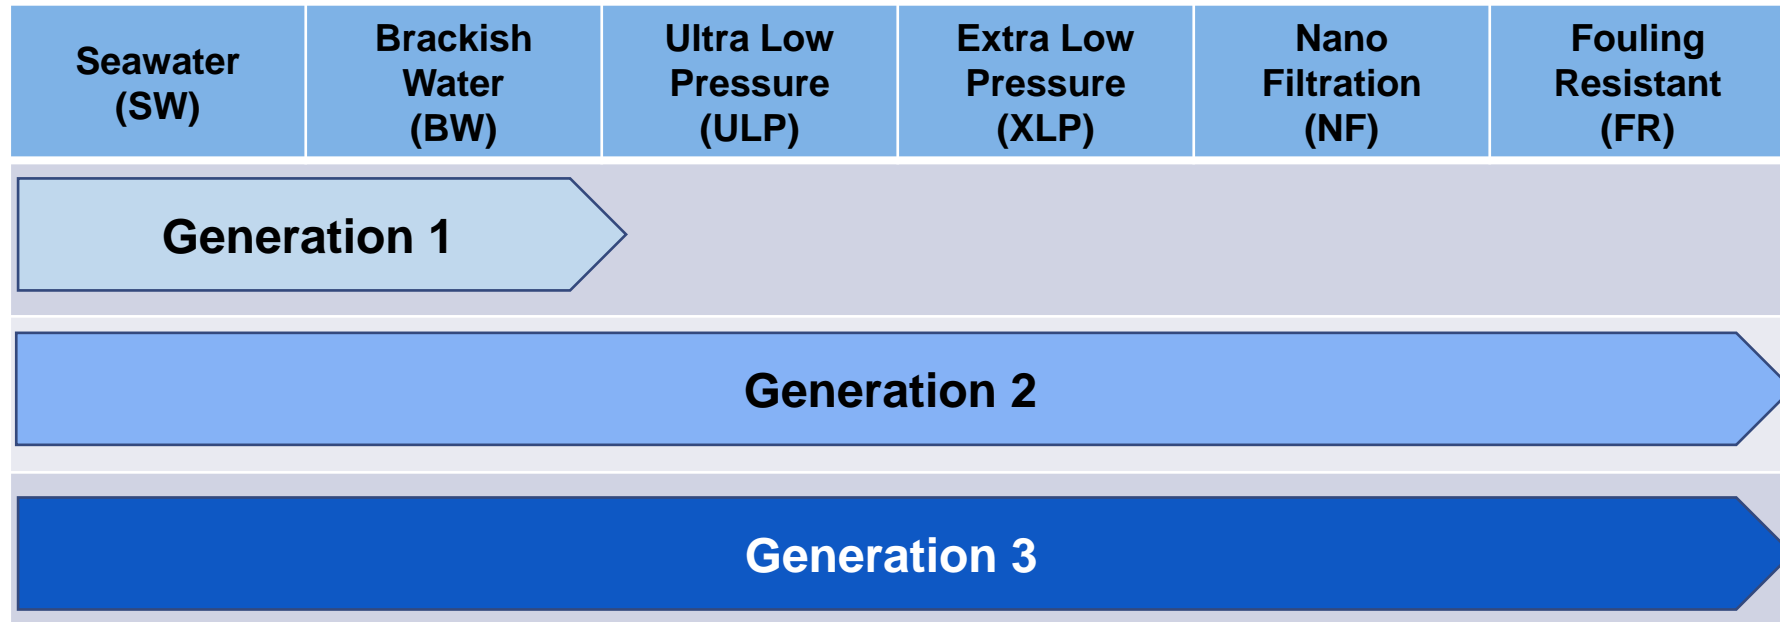 Seawater
(SW)
Brackish
Water
(BW)
Ultra Low
Pressure
(ULP)
Extra Low
Pressure
(XLP)
Nano
Filtration
(NF)
Fouling
Resistant
(FR)
Generation 1
Generation 2
Generation 3